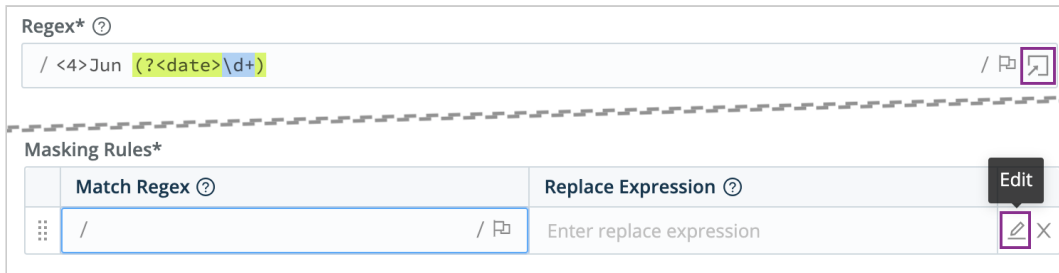 Regex* ?
/ <4>Jun (?<date>\d+) /
Masking Rules*
Edit
Match Regex ? Replace Expression ?
/ / Enter replace expression